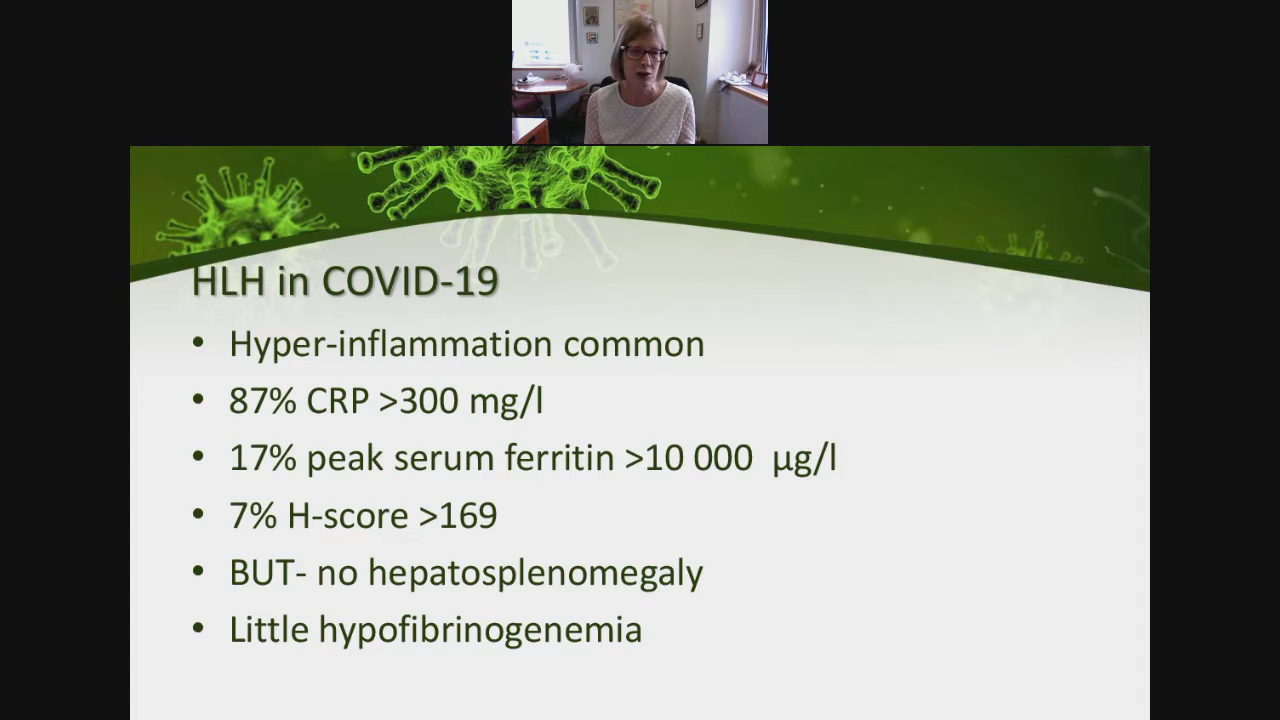 HLH in COVID-19
• Hyper-inflammation common
• 87% CRP >300 mg/l
• 17% peak serum ferritin >10 000 µg/l
• 7% H-score >169
• BUT- no hepatosplenomegaly
• Little hypofibrinogenemia